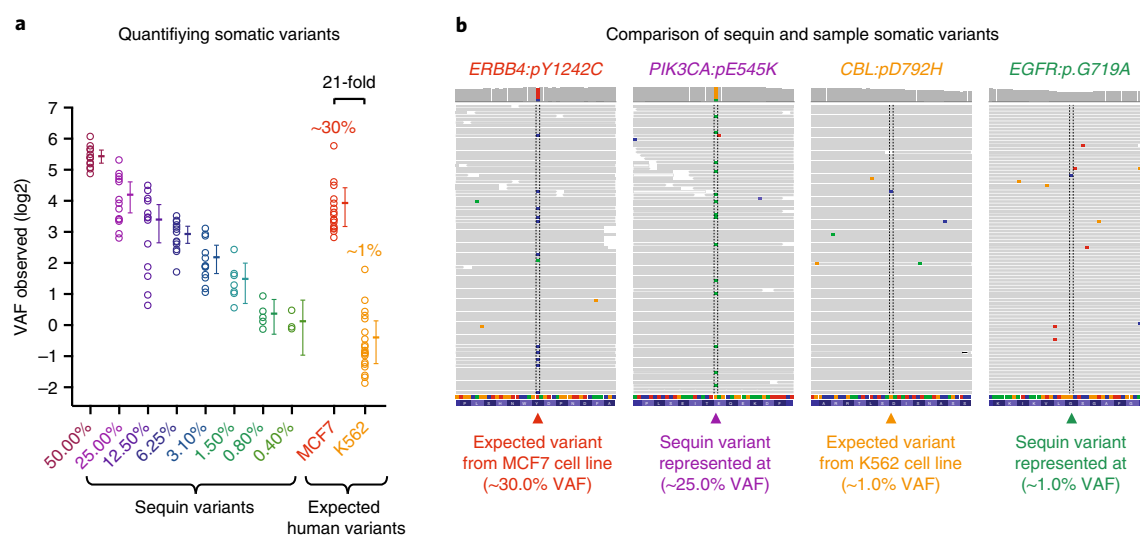 a
Quantifiying somatic variants
21-fold
~30%
~1%
VAF observed (log2)
7
6
5
4
3
2
1
0
–1
–2
50.00%
25.00%
12.50%
6.25%
3.10%
1.50%
0.80%
0.40%
MCF7
K562
Sequin variants
Expected
human variants
b
Comparison of sequin and sample somatic variants
ERBB4:pY1242C
PIK3CA:pE545K
CBL:pD792H
EGFR:p.G719A
Expected variant
from MCF7 cell line
(~30.0% VAF)
Sequin variant
represented at
(~25.0% VAF)
Expected variant
from K562 cell line
(~1.0% VAF)
Sequin variant
represented at
(~1.0% VAF)